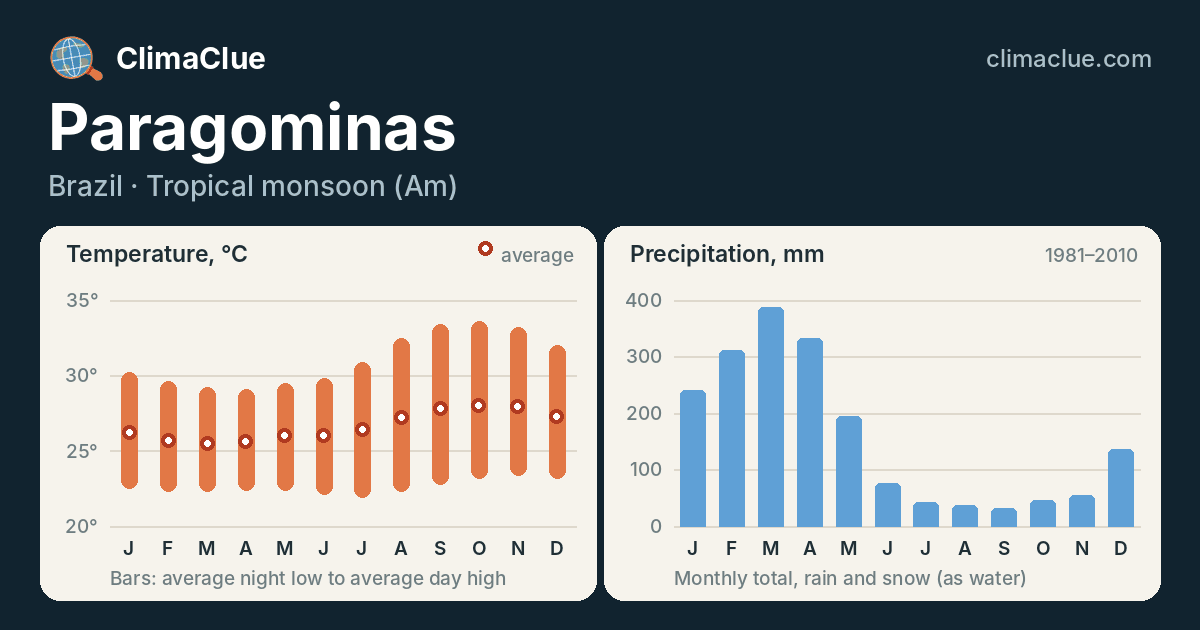 ClimaClue
climaclue.com
Paragominas
Brazil · Tropical monsoon (Am)
Temperature, °C
average
35°
30°
25°
20°
J F M A M J J A S O N D
Bars: average night low to average day high
Precipitation, mm
1981–2010
400
300
200
100
0
J F M A M J J A S O N D
Monthly total, rain and snow (as water)